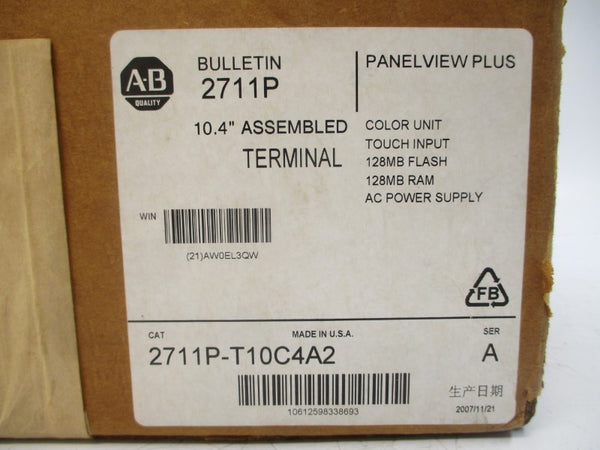 A-B
QUALITY
BULLETIN
2711P
PANELVIEW PLUS
10.4" ASSEMBLED
TERMINAL
COLOR UNIT
TOUCH INPUT
128MB FLASH
128MB RAM
AC POWER SUPPLY
WIN
(21)AW0EL3QW
FB
CAT
MADE IN U.S.A.
SER
2711P-T10C4A2
A
10612598338693
生产日期
2007/11/21